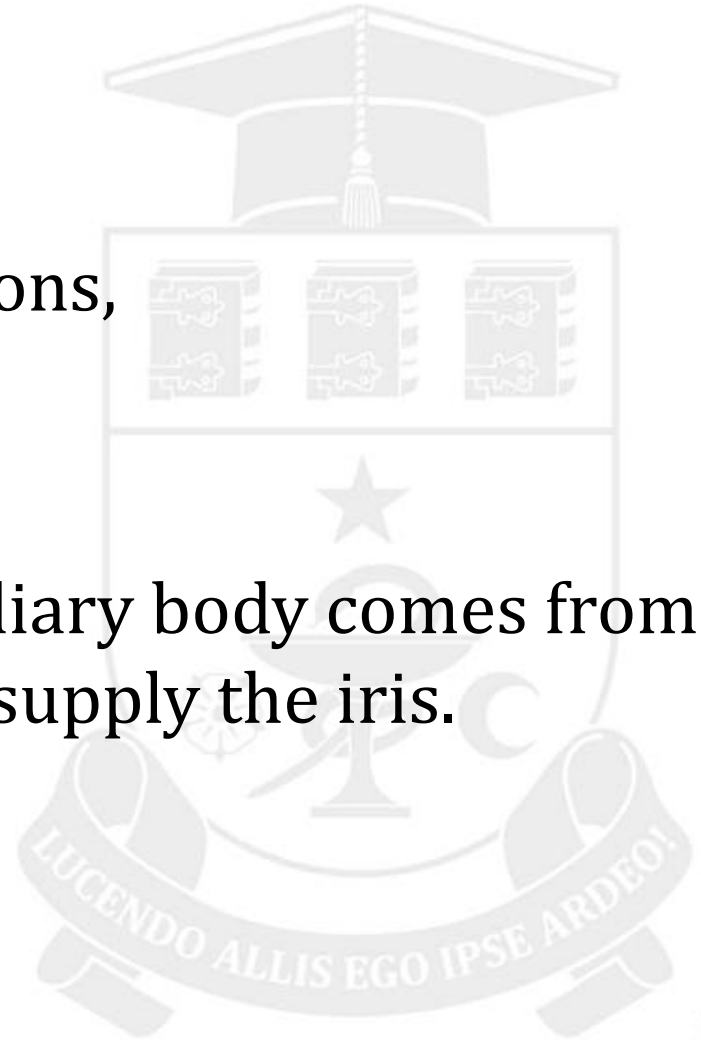 ons,
liary body comes from
supply the iris.
LUCENDO ALLIS EGO IPSE ARDEO!